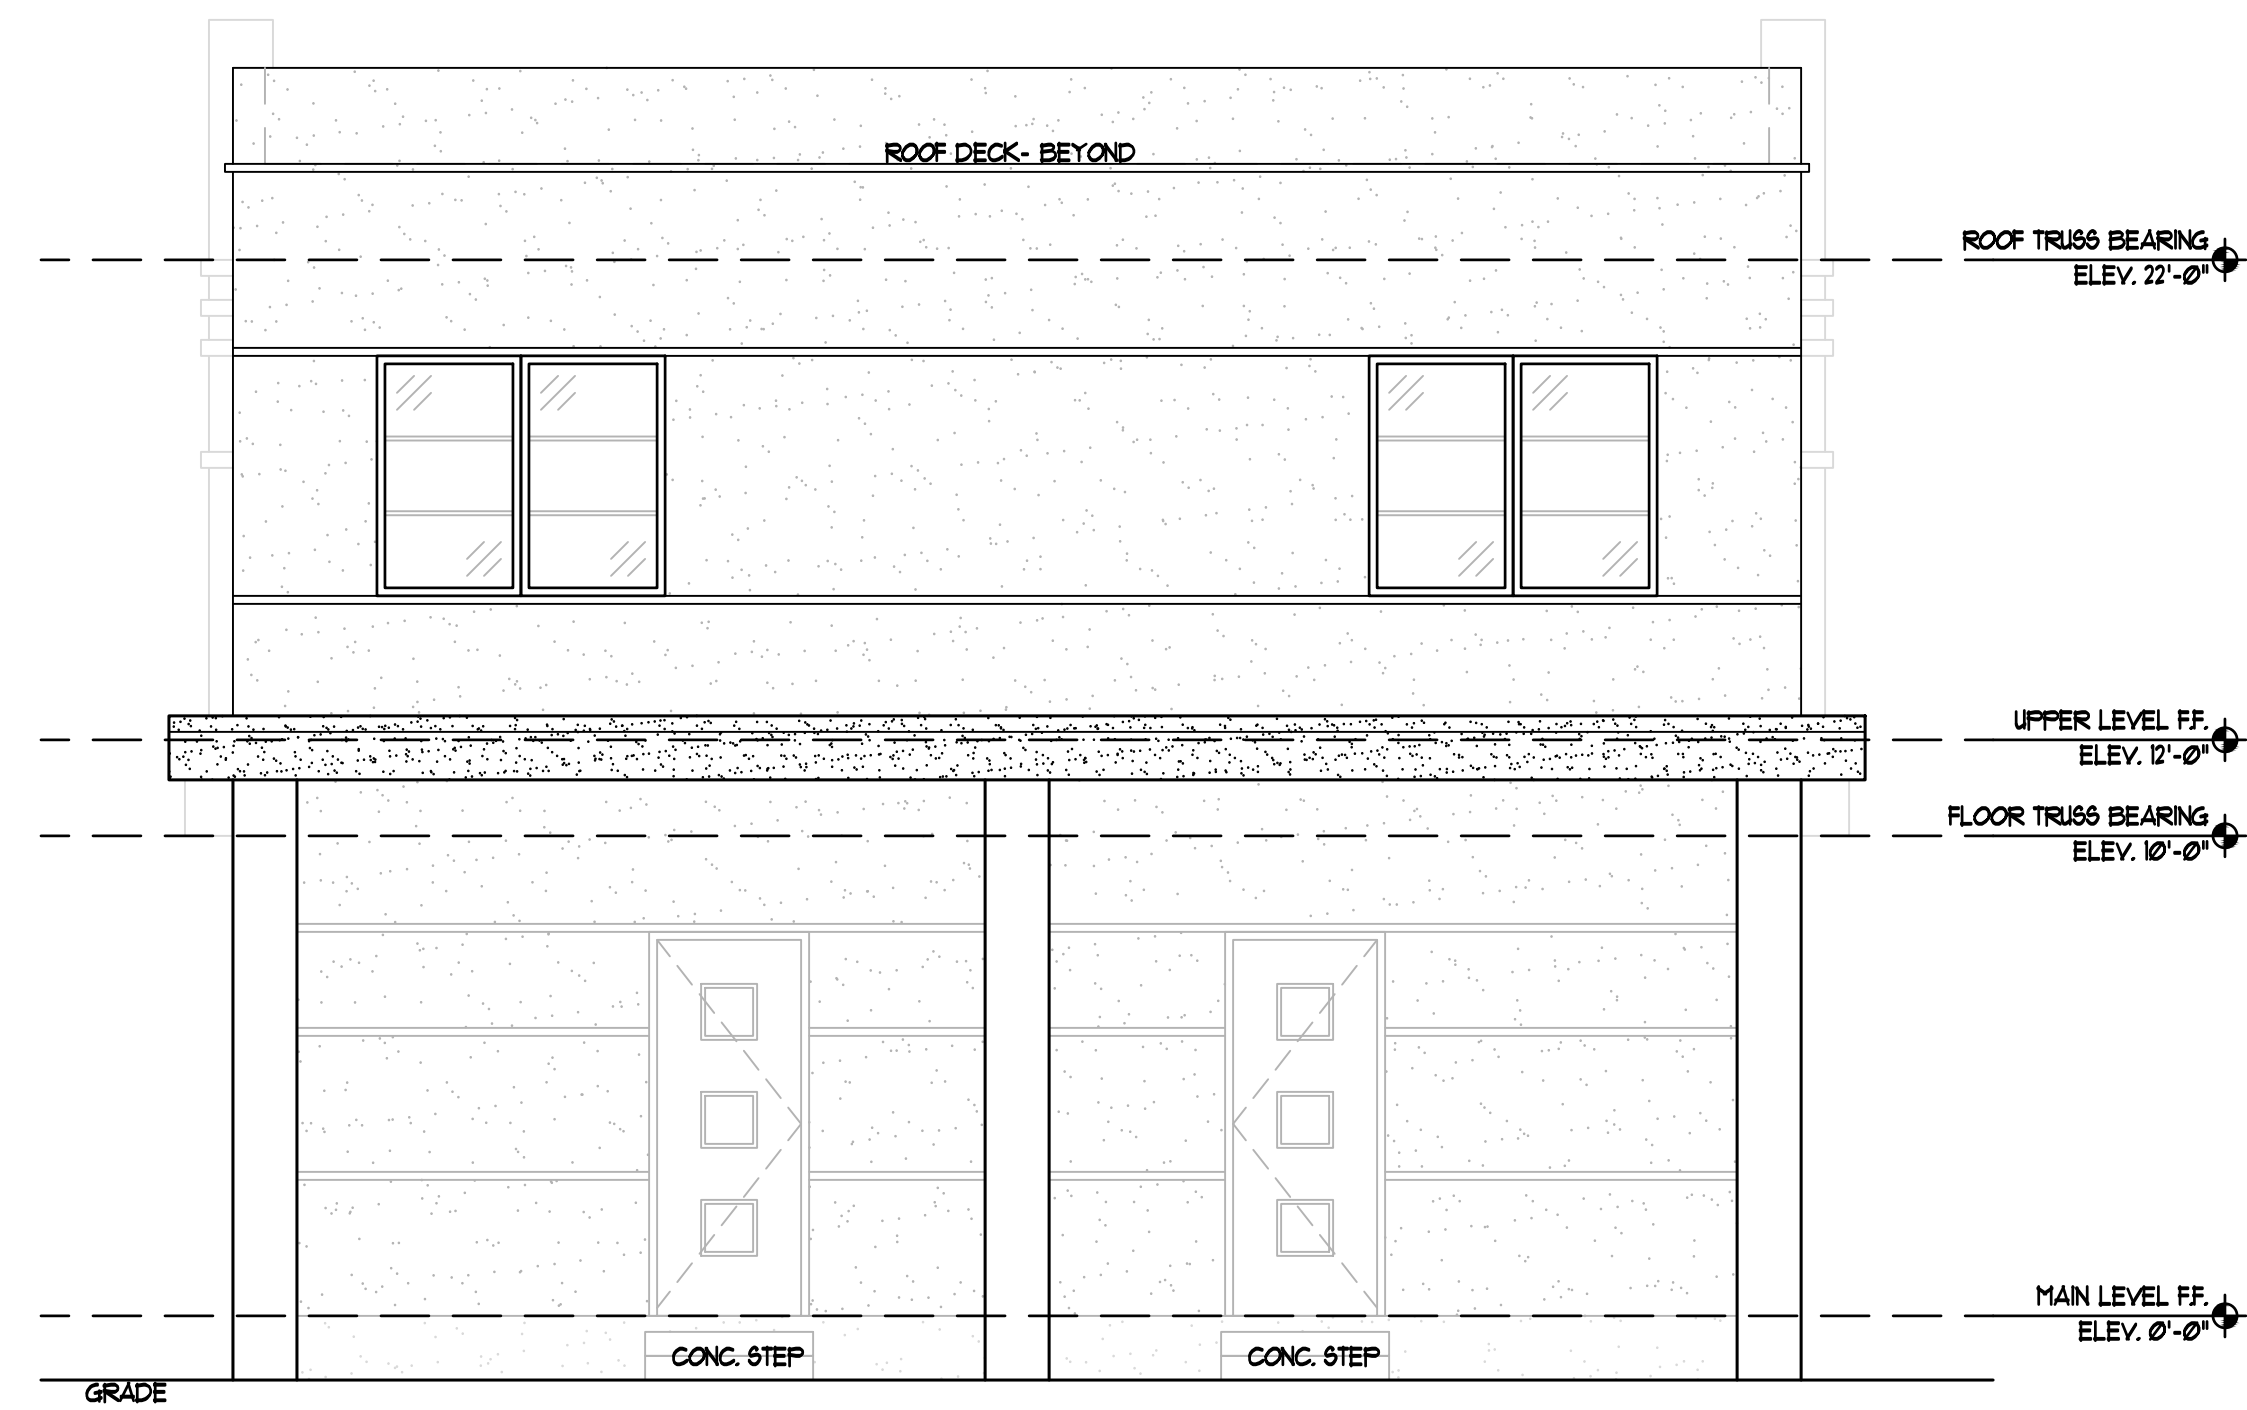 ROOF DECK- BEYOND
ROOF TRUSS BEARING
ELEV. 22'-0"
UPPER LEVEL F.F.
ELEV. 12'-0"
FLOOR TRUSS BEARING
ELEV. 10'-0"
MAIN LEVEL F.F.
ELEV. 0'-0"
CONC. STEP
CONC. STEP
GRADE